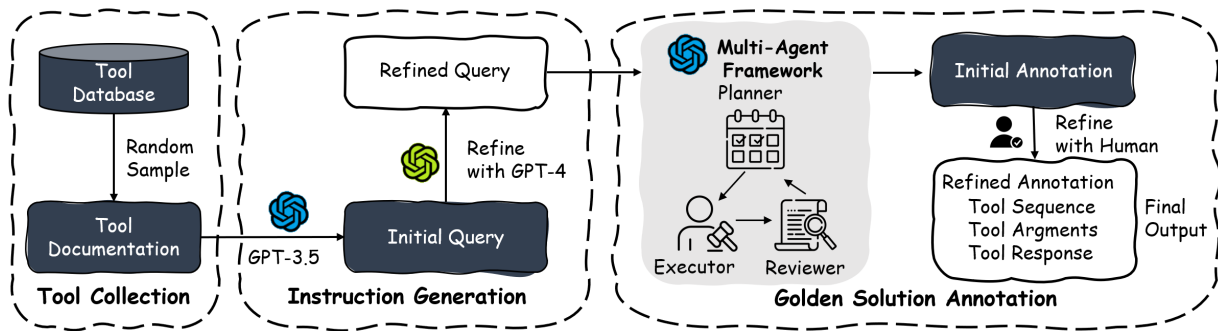 Tool
Database
Random
Sample
Tool
Documentation
Tool Collection
GPT-3.5
Refined Query
Refine
with GPT-4
Initial Query
Instruction Generation
Multi-Agent
Framework
Planner
Executor
Reviewer
Initial Annotation
Refine
with Human
Refined Annotation
Tool Sequence
Tool Argments
Tool Response
Final
Output
Golden Solution Annotation